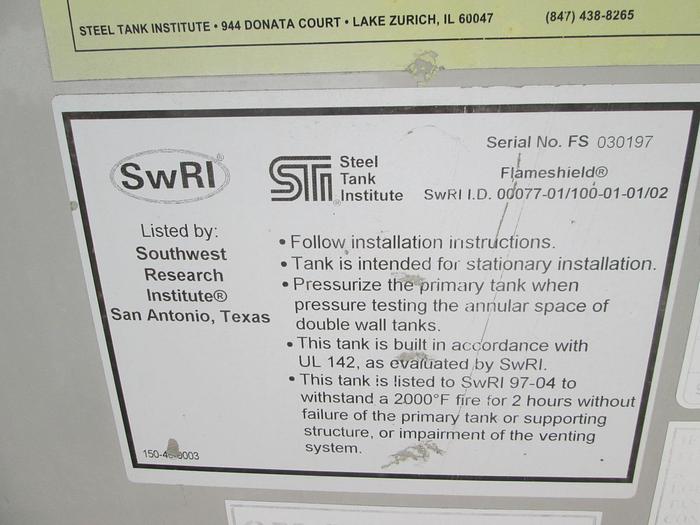 STEEL TANK INSTITUTE • 944 DONATA COURT • LAKE ZURICH, IL 60047 (847) 438-8265
SwRI®
STi®
Steel
Tank
Institute
Serial No. FS 030197
Flameshield®
SwRI I.D. 00077-01/100-01-01/02
Listed by:
Southwest
Research
Institute®
San Antonio, Texas
• Follow installation instructions.
• Tank is intended for stationary installation.
• Pressurize the primary tank when
pressure testing the annular space of
double wall tanks.
• This tank is built in accordance with
UL 142, as evaluated by SwRI.
• This tank is listed to SwRI 97-04 to
withstand a 2000°F fire for 2 hours without
failure of the primary tank or supporting
structure, or impairment of the venting
system.